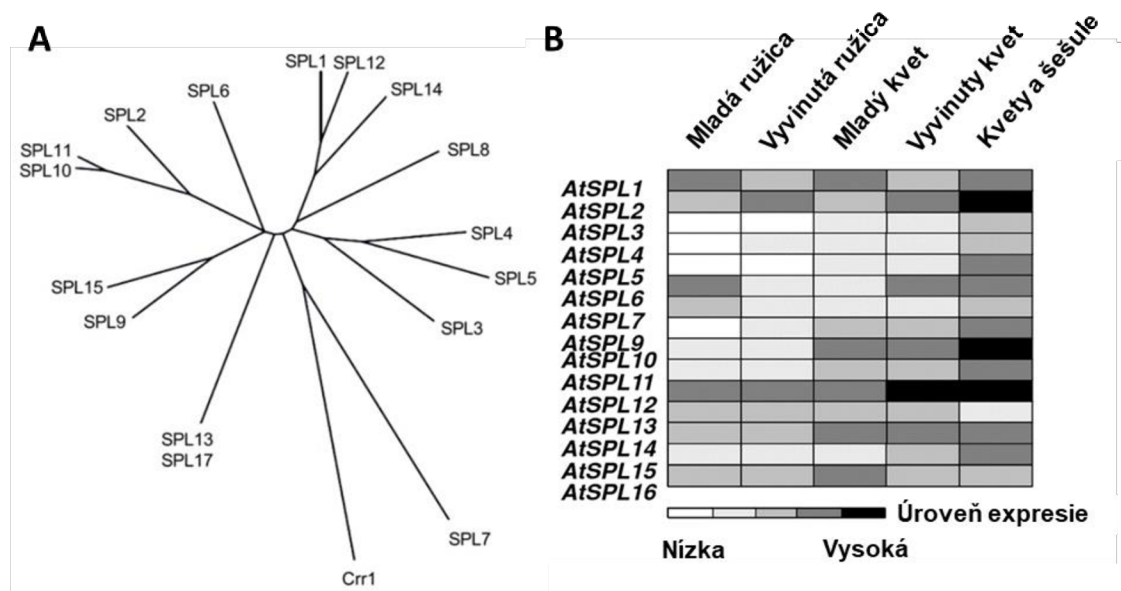 A
SPL1
SPL12
SPL14
SPL6
SPL2
SPL11
SPL10
SPL8
SPL4
SPL5
SPL15
SPL9
SPL3
SPL13
SPL17
SPL7
Crr1
B
Mladá ružica
Vyvinutá ružica
Mladý kvet
Vyvinuty kvet
Kvety a šešule
AtSPL1
AtSPL2
AtSPL3
AtSPL4
AtSPL5
AtSPL6
AtSPL7
AtSPL9
AtSPL10
AtSPL11
AtSPL12
AtSPL13
AtSPL14
AtSPL15
AtSPL16
Úroveň expresie
Nízka Vysoká